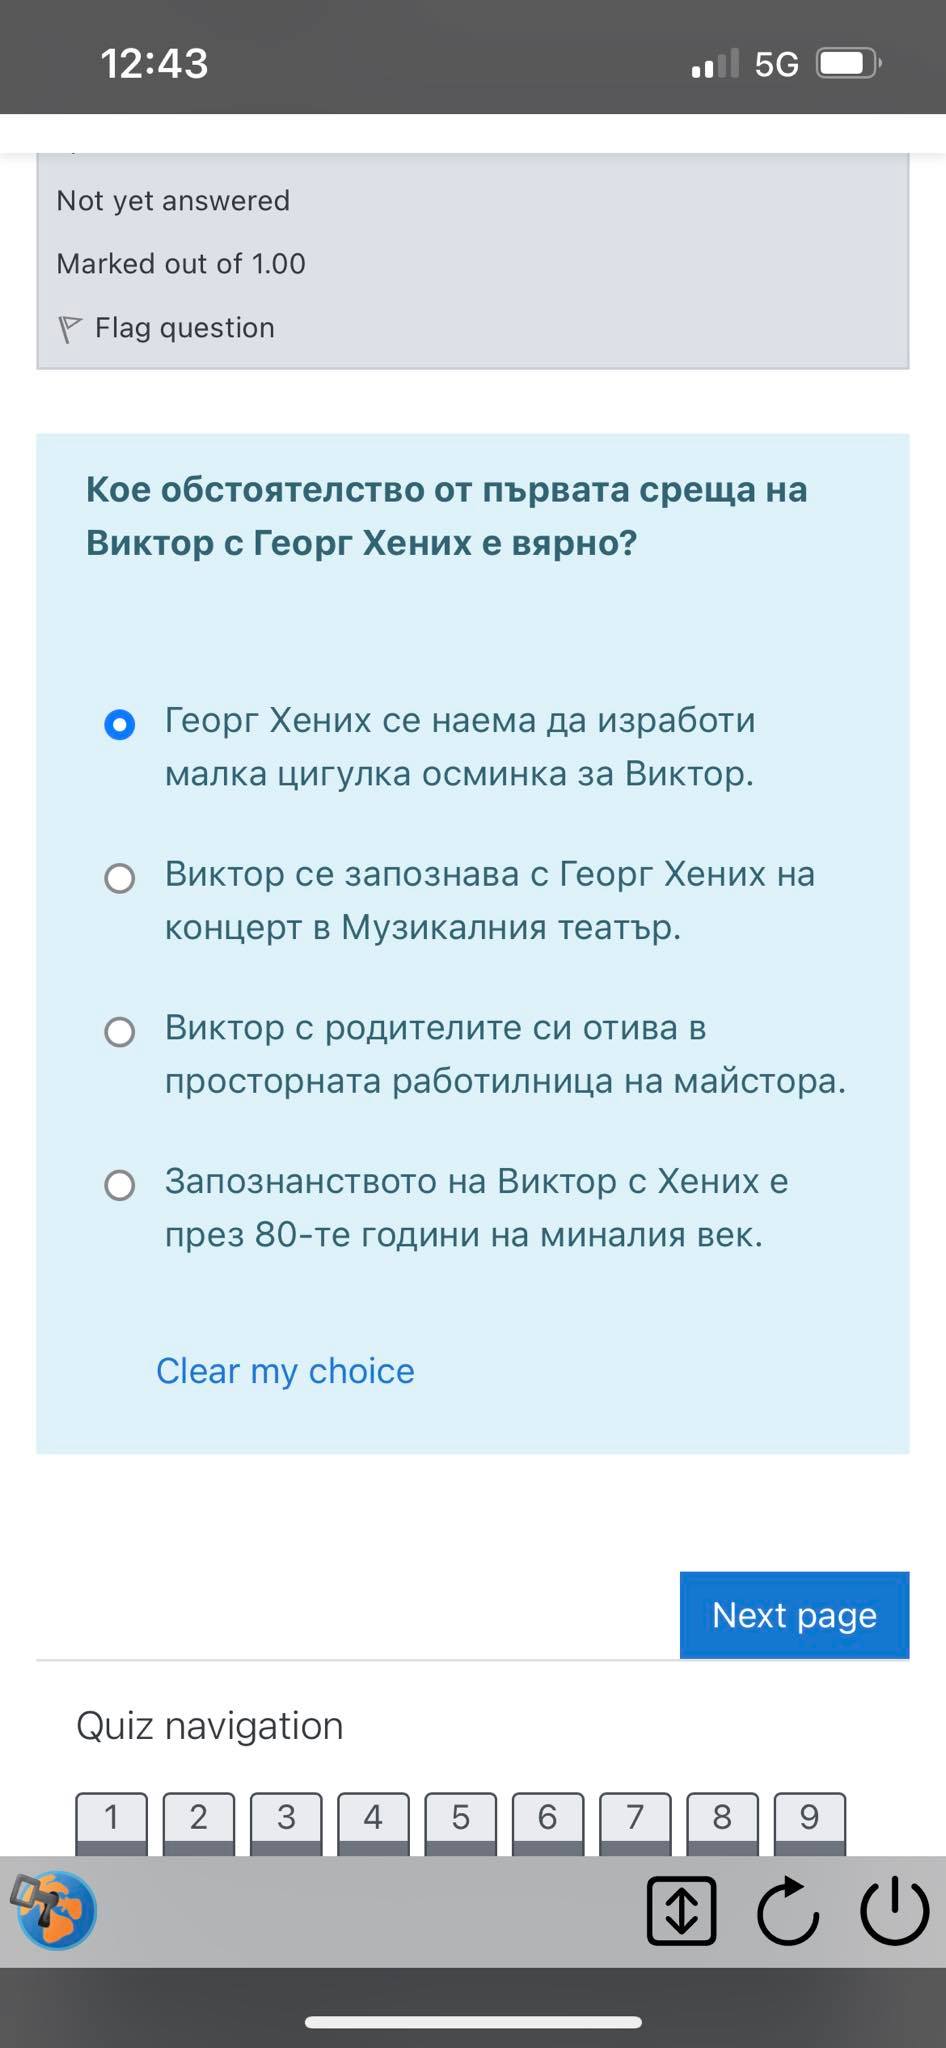 12:43
5G
Not yet answered
Marked out of 1.00
Flag question
Кое обстоятелство от първата среща на
Виктор с Георг Хених е вярно?
Георг Хених се наема да изработи
малка цигулка осминка за Виктор.
Виктор се запознава с Георг Хених на
концерт в Музикалния театър.
Виктор с родителите си отива в
просторната работилница на майстора.
Запознанството на Виктор с Хених е
през 80-те години на миналия век.
Clear my choice
Next page
Quiz navigation
1 2 3 4 5 6 7 8 9